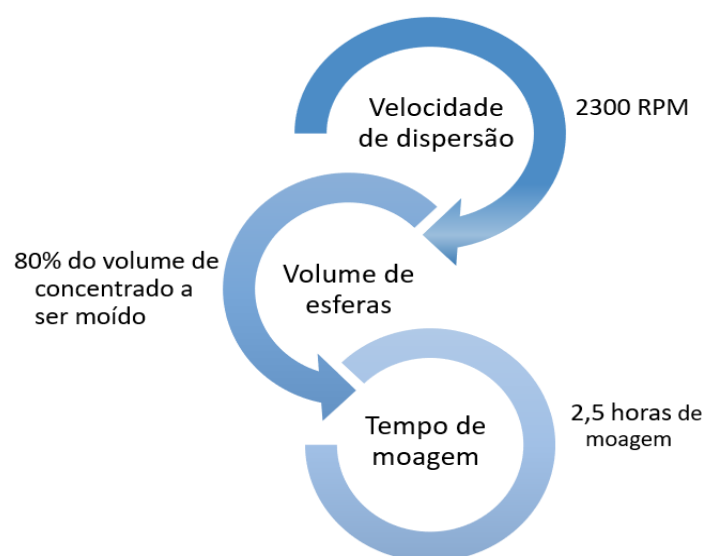 Velocidade
de dispersão
2300 RPM
80% do volume de
concentrado a
ser moído
Volume de
esferas
Tempo de
moagem
2,5 horas de
moagem